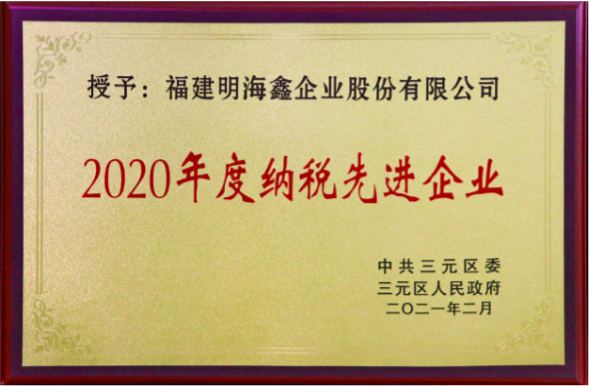 授予：福建明海鑫企业股份有限公司
2020年度纳税先进企业
中共三元区委
三元区人民政府
二〇二一年二月